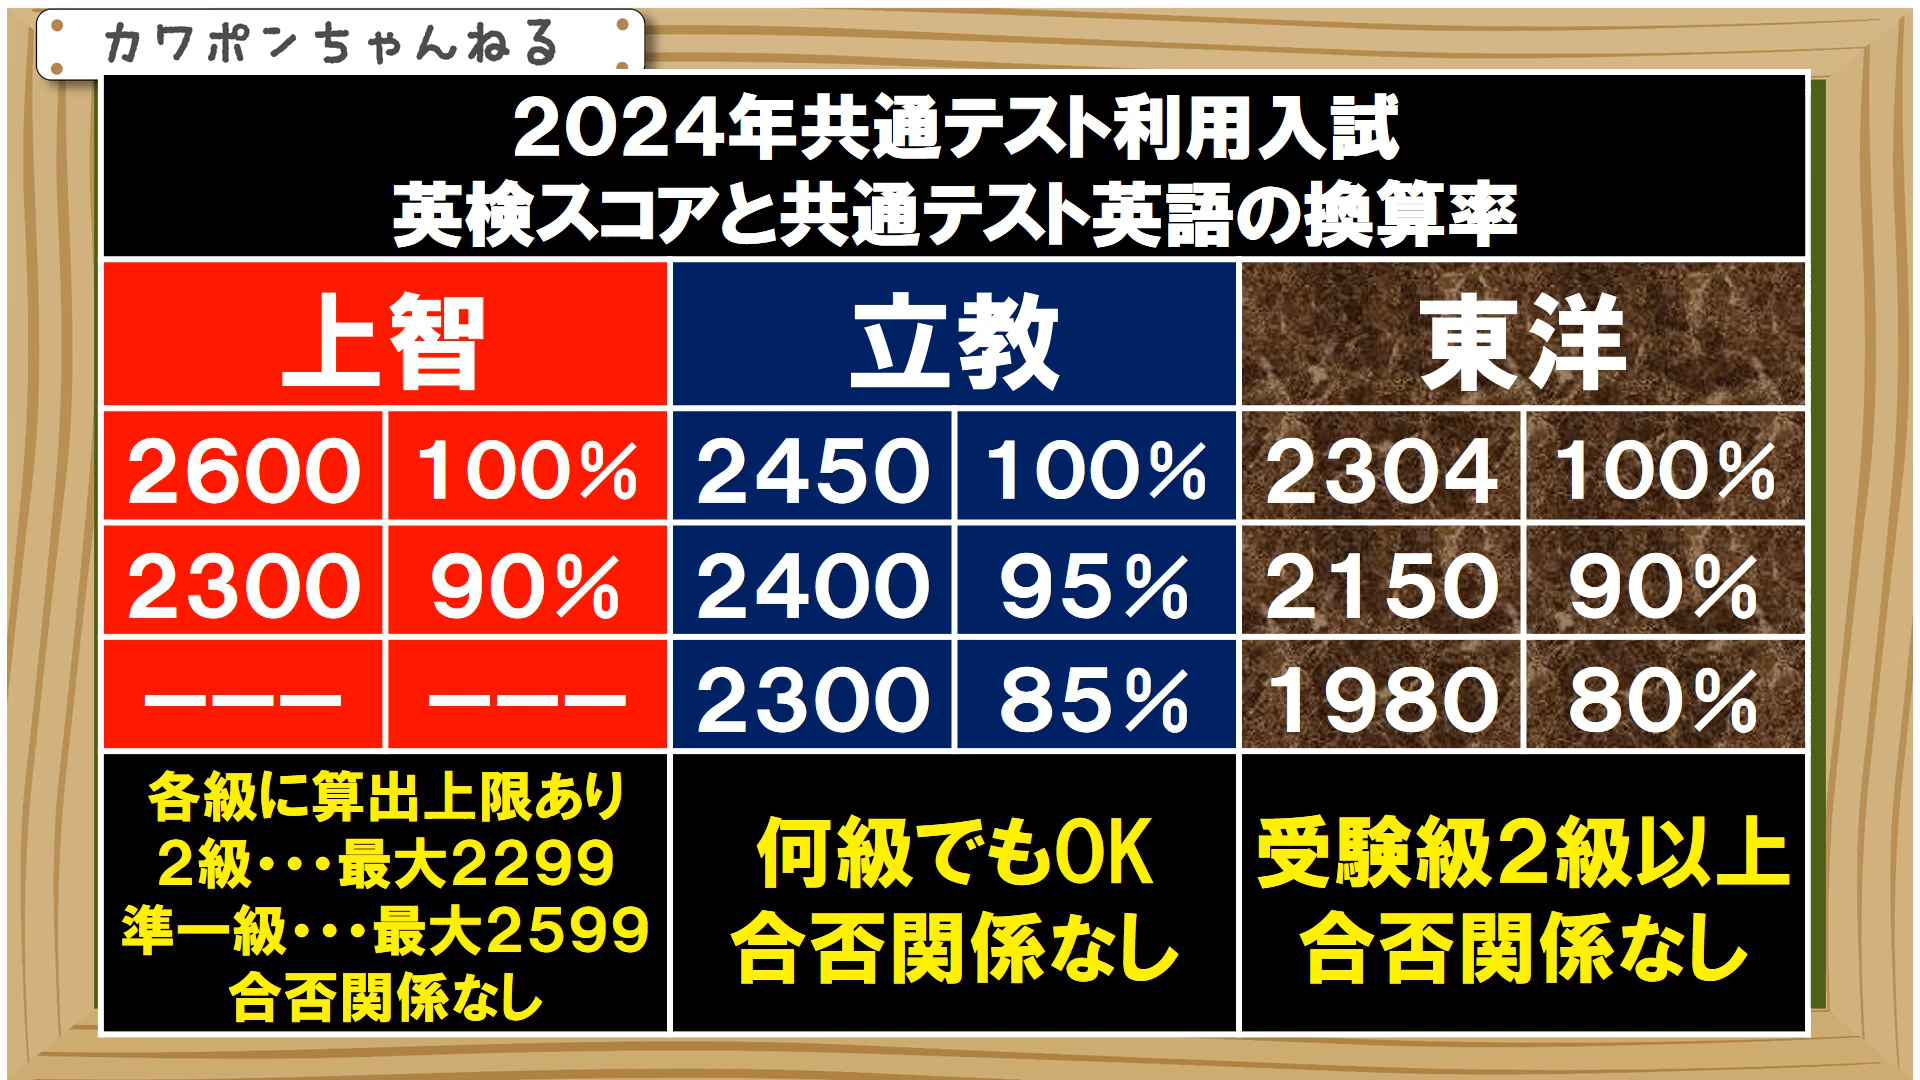 カワポンちゃんねる
2024年共通テスト利用入試
英検スコアと共通テスト英語の換算率
上智 立教 東洋
2600 100% 2450 100% 2304 100%
2300 90% 2400 95% 2150 90%
ーーー ーーー 2300 85% 1980 80%
各級に算出上限あり
2級・・・最大2299
準一級・・・最大2599
合否関係なし
何級でもOK
合否関係なし
受験級2級以上
合否関係なし